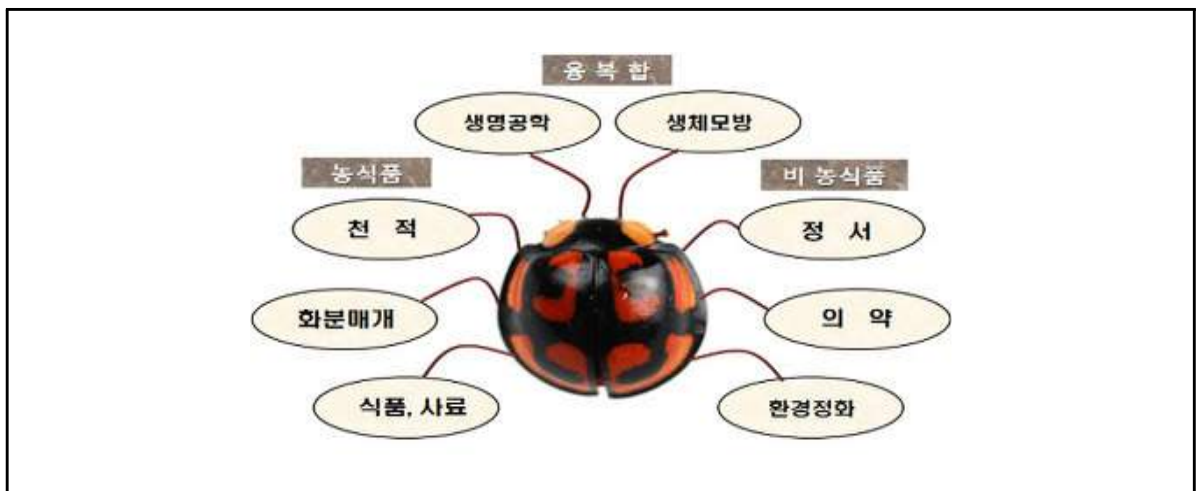 융 복 합
생명공학
생체모방
농식품
비 농식품
천 적
정 서
화분매개
의 약
식품, 사료
환경정화